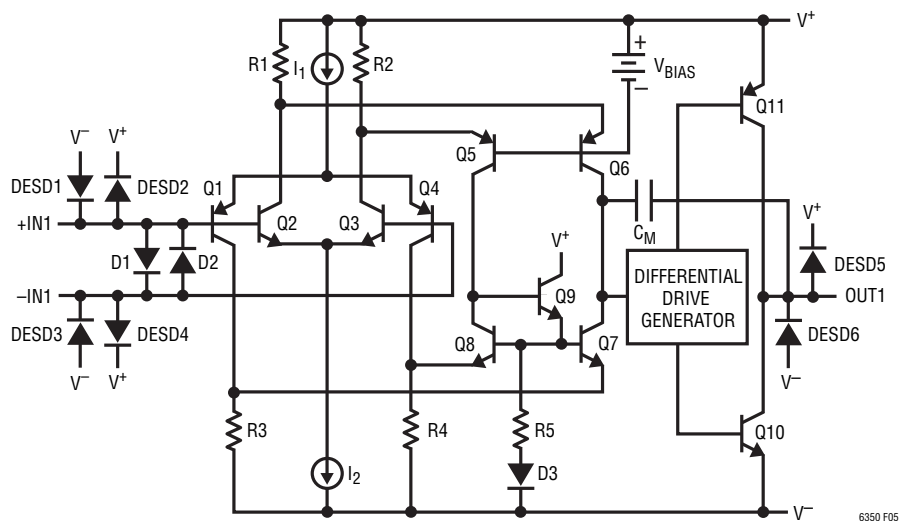 V+
R1
I1
R2
+
VBIAS
–
Q11
V– V+
DESD1
DESD2
Q1
Q4
Q5
Q6
+IN1
Q2
Q3
CM
V+
D1
D2
V+
DESD5
–IN1
Q9
DIFFERENTIAL
DRIVE
GENERATOR
OUT1
DESD3
DESD4
Q8
Q7
DESD6
V– V+
V–
R3
R4
R5
Q10
I2
D3
V–
6350 F05